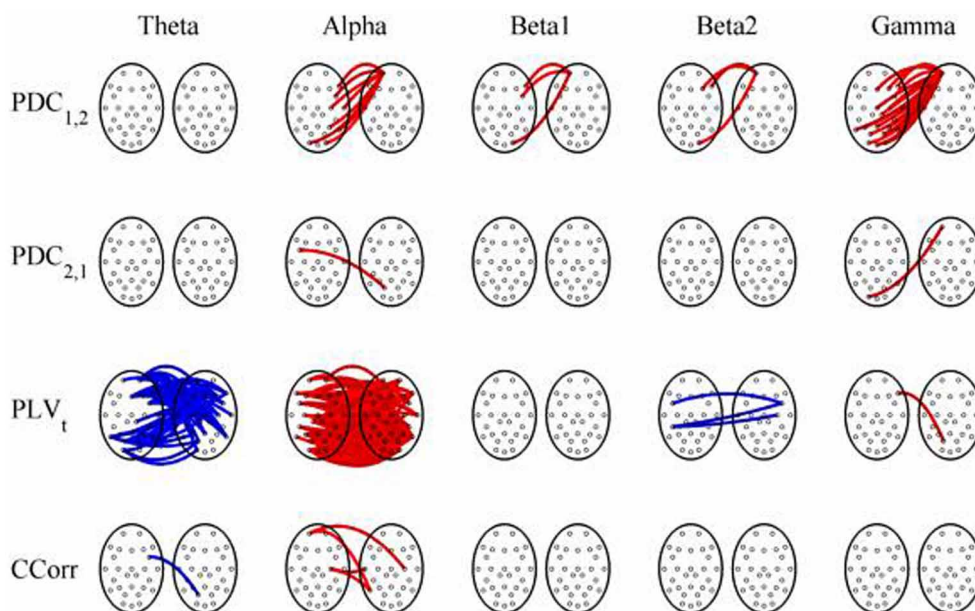 Theta Alpha Beta1 Beta2 Gamma
PDC1,2
PDC2,1
PLVt
CCorr